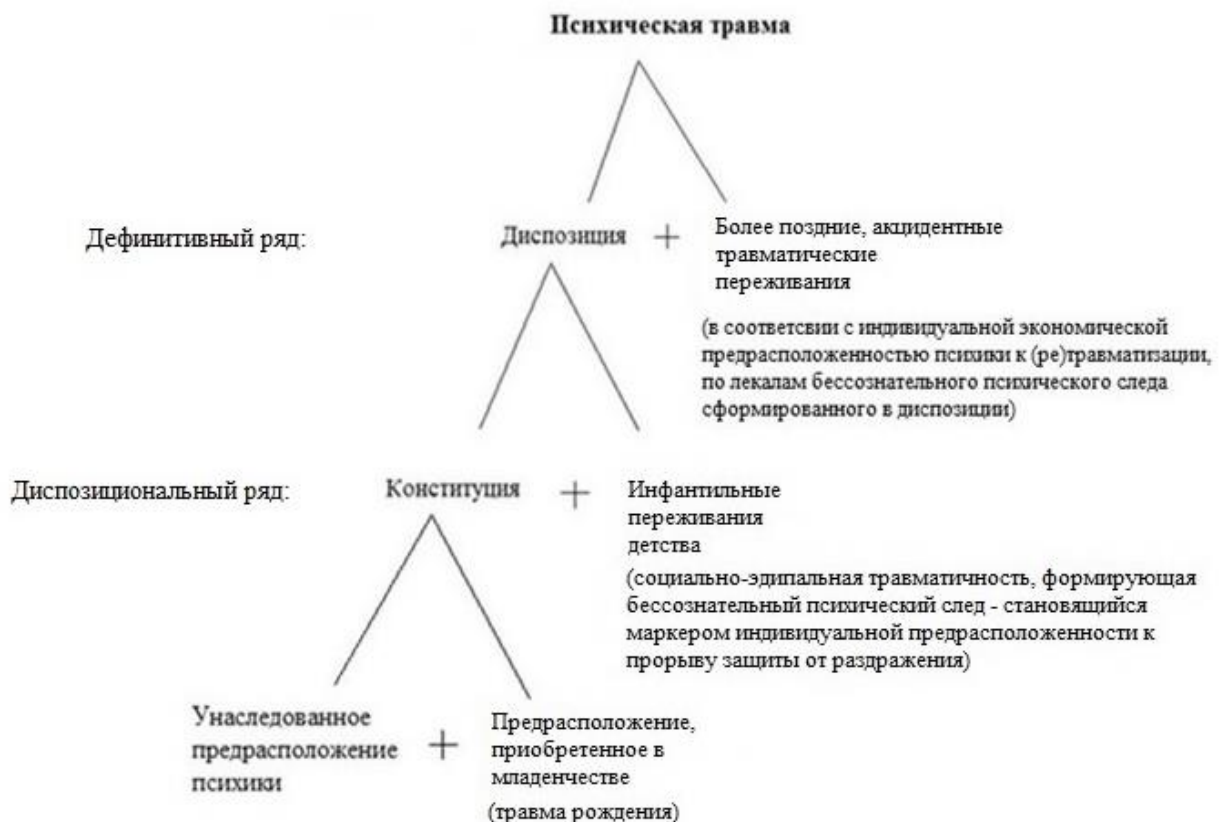 Психическая травма
Дефинитивный ряд:
Диспозиция
+
Более поздние, акцидентные
травматические
переживания
(в соответсвии с индивидуальной экономической
предрасположенностью психики к (ре)травматизации,
по лекалам бессознательного психического следа
сформированного в диспозиции)
Диспозициональный ряд:
Конституция
+
Инфантильные
переживания
детства
(социально-эдипальная травматичность, формирующая
бессознательный психический след - становящийся
маркером индивидуальной предрасположенности к
прорыву защиты от раздражения)
Унаследованное
предрасположение
психики
+
Предрасположение,
приобретенное в
младенчестве
(травма рождения)